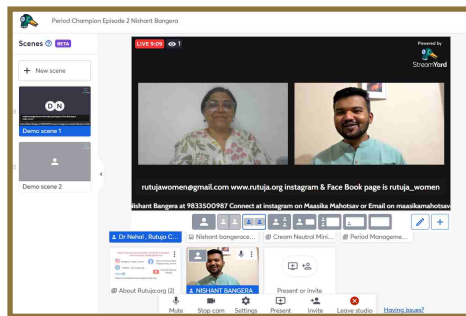 Period Champion Episode 2 Nishant Bangera
Scenes
BETA
+ New scene
D N
Demo scene 1
Demo scene 2
LIVE 9:09
1
Powered by
StreamYard
rutujawomen@gmail.com www.rutuja.org instagram & Face Book page is rutuja_women
Nishant Bangera at 9833500987 Connect at instagram on Maasika Mahotsav or Email on maasikamahotsav
Dr Nehal , Rutuja C...
Nishant bangerace...
Cream Neutral Mini...
Period Manageme...
About Rutuja.org (2)
NISHANT BANGERA
Present or invite
Mute
Stop cam
Settings
Present
Invite
Leave studio
Having issues?